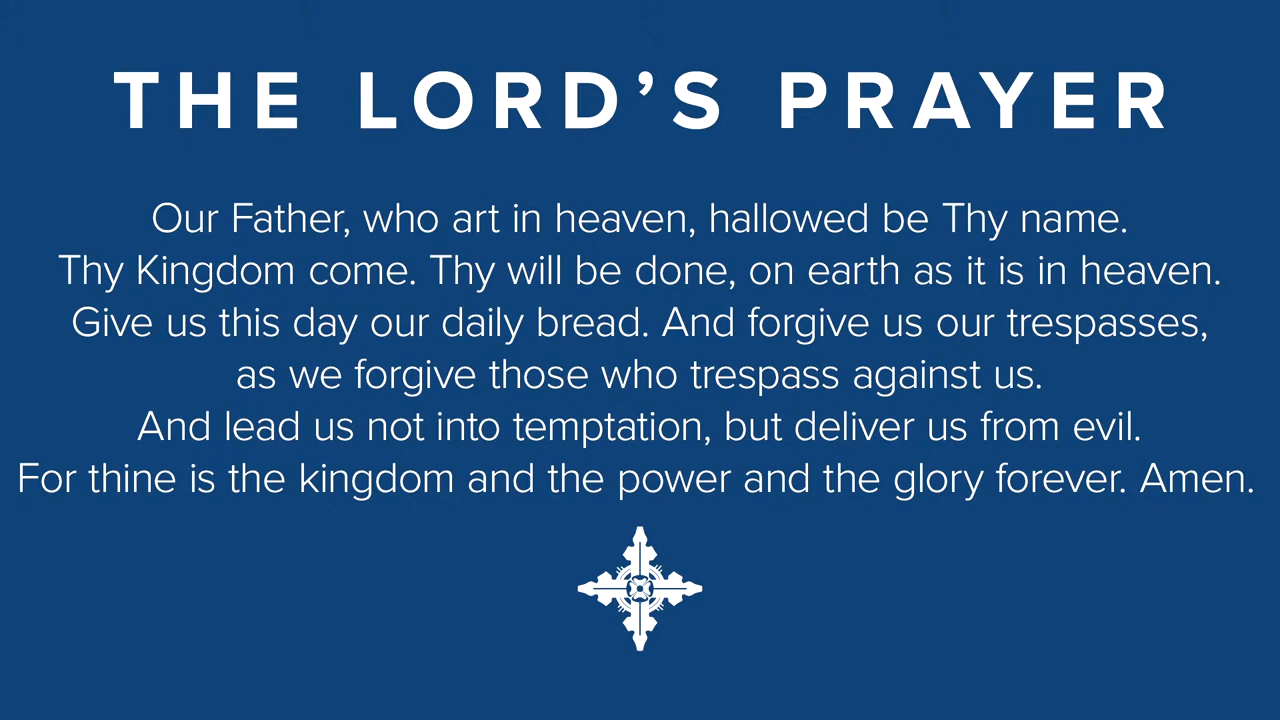 THE LORD’S PRAYER
Our Father, who art in heaven, hallowed be Thy name.
Thy Kingdom come. Thy will be done, on earth as it is in heaven.
Give us this day our daily bread. And forgive us our trespasses,
as we forgive those who trespass against us.
And lead us not into temptation, but deliver us from evil.
For thine is the kingdom and the power and the glory forever. Amen.